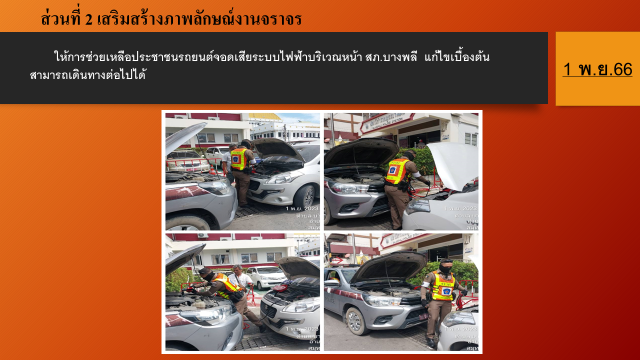 ส่วนที่ 2 เสริมสร้างภาพลักษณ์งานจราจร
ให้การช่วยเหลือประชาชนรถยนต์จอดเสียระบบไฟฟ้าบริเวณหน้า สภ.บางพลี แก้ไขเบื้องต้น
สามารถเดินทางต่อไปได้
1 พ.ย.66